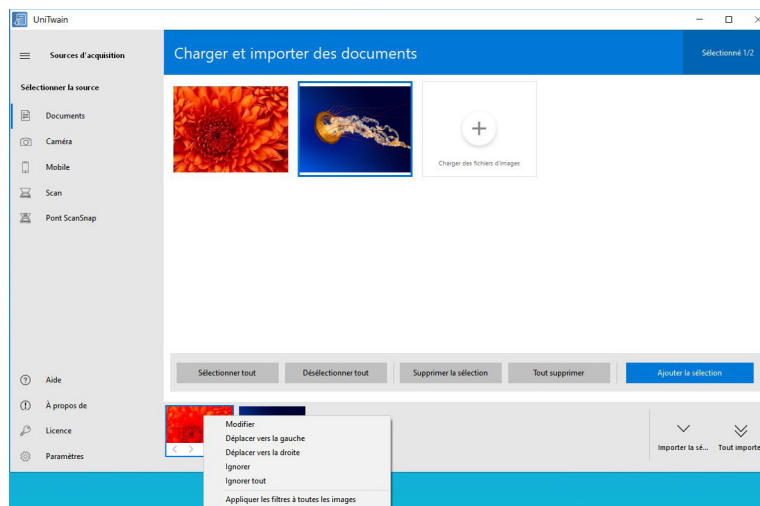 UniTwain
Sources d'acquisition
Charger et importer des documents
Sélectionné 1/2
Sélectionner la source
Documents
Caméra
Mobile
Scan
Pont ScanSnap
Charger des fichiers d'images
Sélectionner tout
Désélectionner tout
Supprimer la sélection
Tout supprimer
Ajouter la sélection
Aide
À propos de
Licence
Paramètres
Modifier
Déplacer vers la gauche
Déplacer vers la droite
Ignorer
Ignorer tout
Appliquer les filtres à toutes les images
Importer la sé...
Tout importe